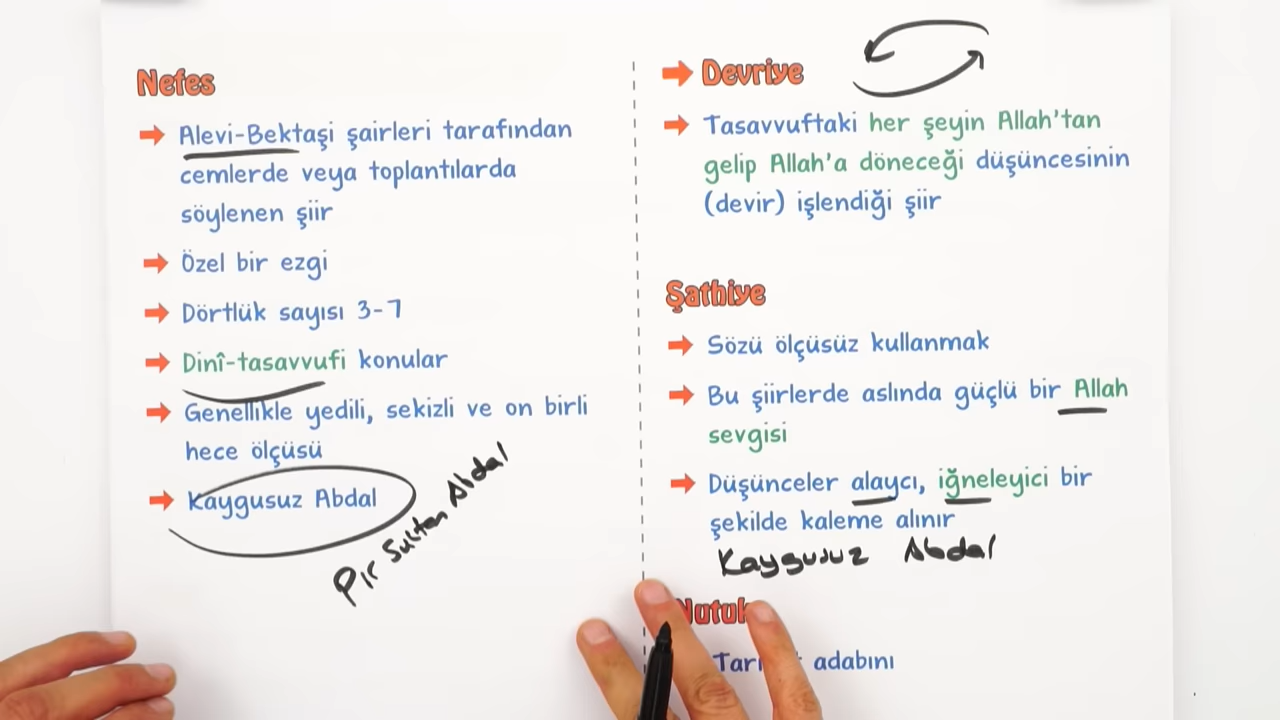 Nefes
Alevi-Bektaşi şairleri tarafından
cemlerde veya toplantılarda
söylenen şiir
Özel bir ezgi
Dörtlük sayısı 3-7
Dinî-tasavvufi konular
Genellikle yedili, sekizli ve on birli
hece ölçüsü
Kaygusuz Abdal
Pir Sultan Abdal
Devriye
Tasavvuftaki her şeyin Allah'tan
gelip Allah'a döneceği düşüncesinin
(devir) işlendiği şiir
Şathiye
Sözü ölçüsüz kullanmak
Bu şiirlerde aslında güçlü bir Allah
sevgisi
Düşünceler alaycı, iğneleyici bir
şekilde kaleme alınır
Kaygusuz Abdal
Nutuk
adabını